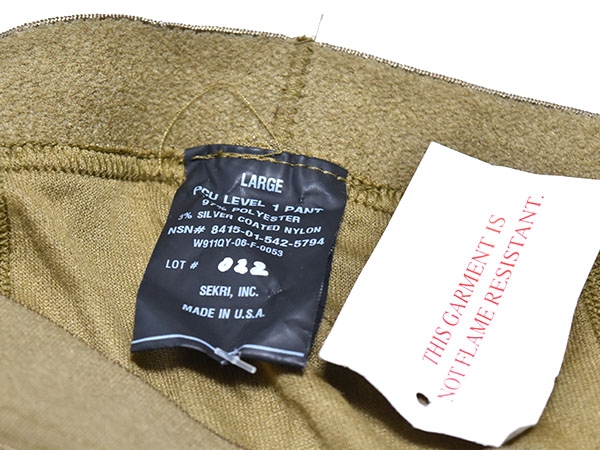 LARGE
PCU LEVEL 1 PANT
97% POLYESTER
3% SILVER COATED NYLON
NSN# 8415-01-542-5794
W911QY-06-F-0053
LOT # 022
SEKRI, INC.
MADE IN U.S.A.
THIS GARMENT IS
NOT FLAME RESISTANT.